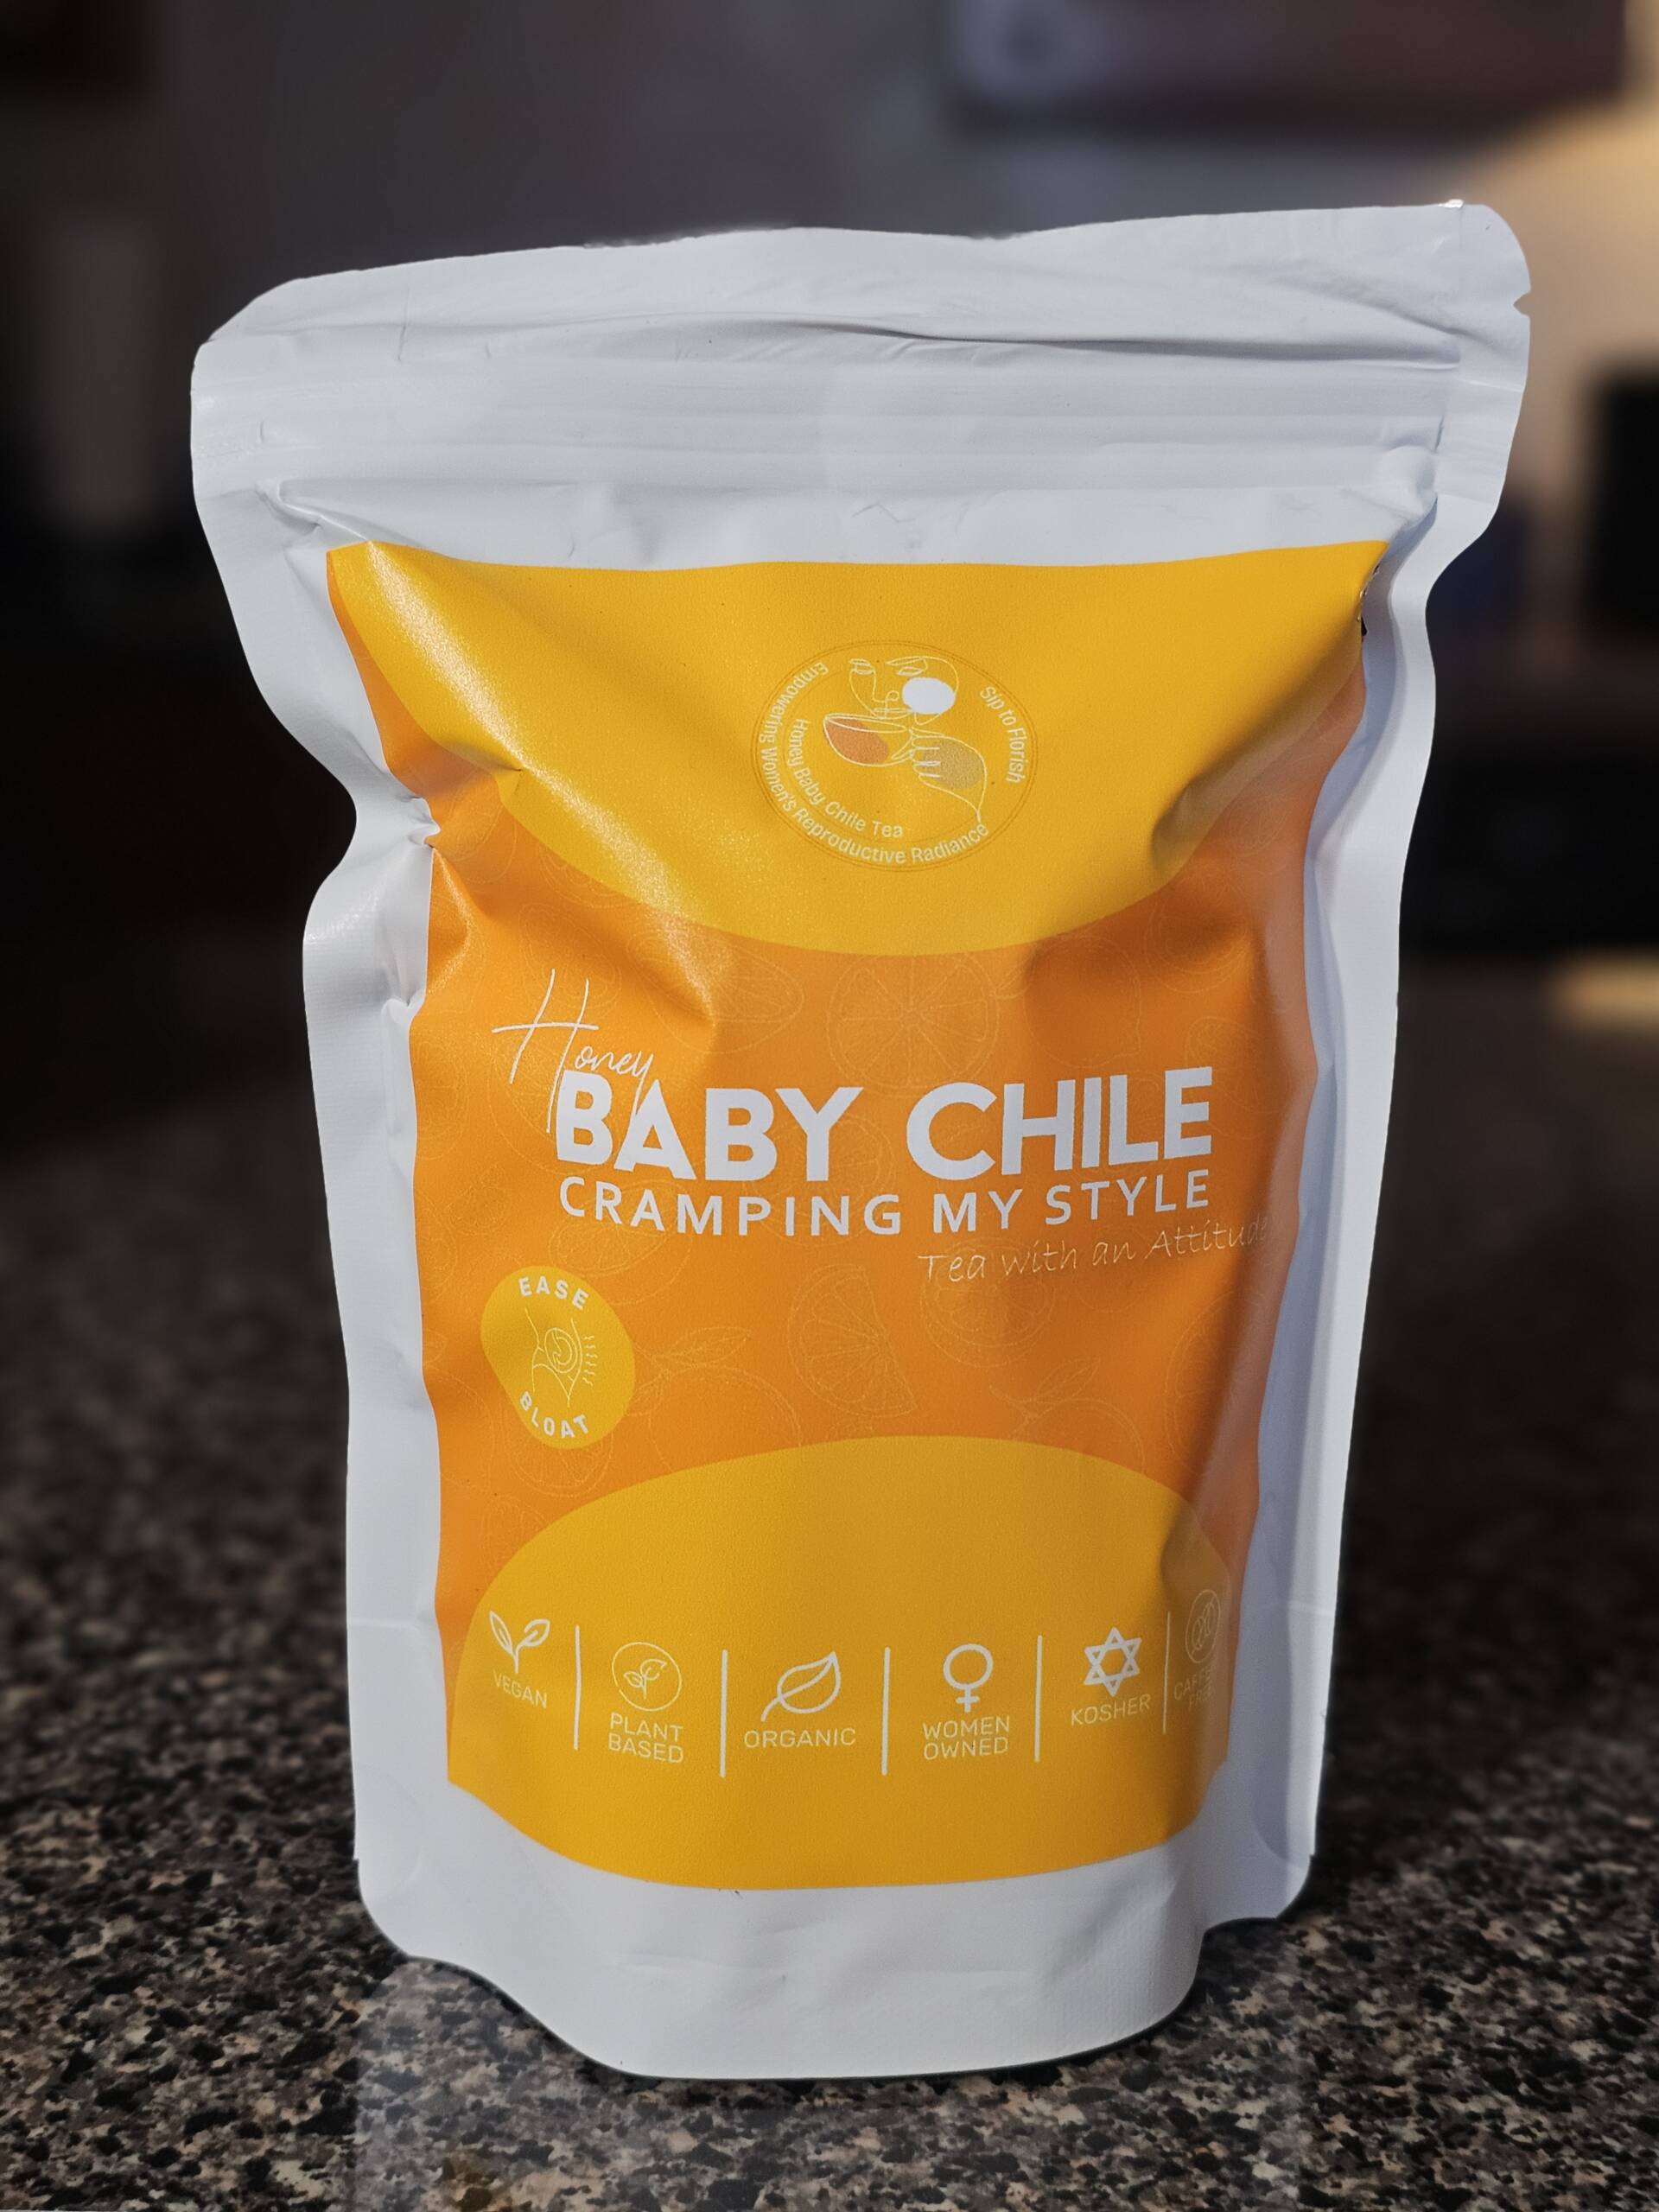 Sip to Florish
Honey Baby Chile Tea
Empowering Women's Reproductive Radiance
Honey
BABY CHILE
CRAMPING MY STYLE
Tea with an Attitude
EASE
BLOAT
VEGAN
PLANT
BASED
ORGANIC
WOMEN
OWNED
KOSHER